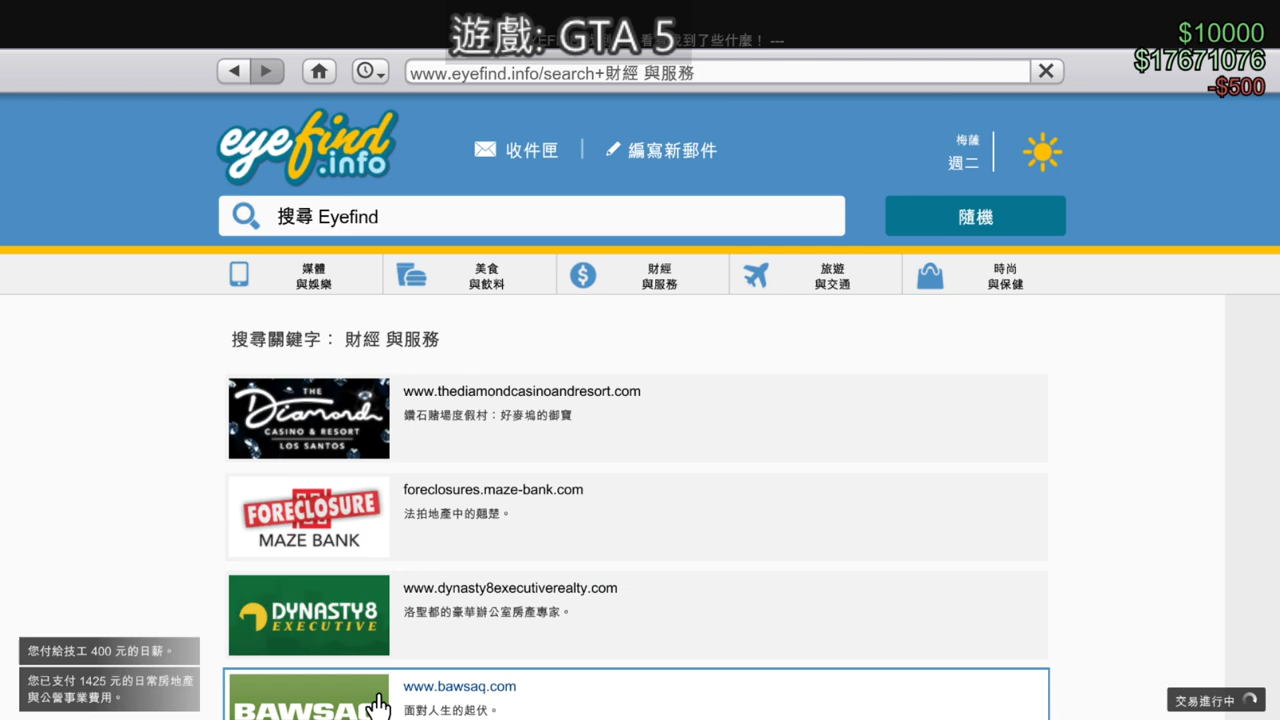 遊戲: GTA 5
看
到了些什麼！ ---
$10000
$17671076
-$500
www.eyefind.info/search+財經 與服務
eyefind
.info
收件匣
編寫新郵件
梅薩
週二
搜尋 Eyefind
隨機
媒體
與娛樂
美食
與飲料
財經
與服務
旅遊
與交通
時尚
與保健
搜尋關鍵字： 財經 與服務
THE
Diamond
CASINO & RESORT
LOS SANTOS
www.thediamondcasinoandresort.com
鑽石賭場度假村：好麥塢的御寶
FORECLOSURE
MAZE BANK
foreclosures.maze-bank.com
法拍地產中的翹楚。
DYNASTY8
EXECUTIVE
www.dynasty8executiverealty.com
洛聖都的豪華辦公室房產專家。
BAWSAQ
www.bawsaq.com
面對人生的起伏。
您付給技工 400 元的日薪。
您已支付 1425 元的日常房地產
與公營事業費用。
交易進行中